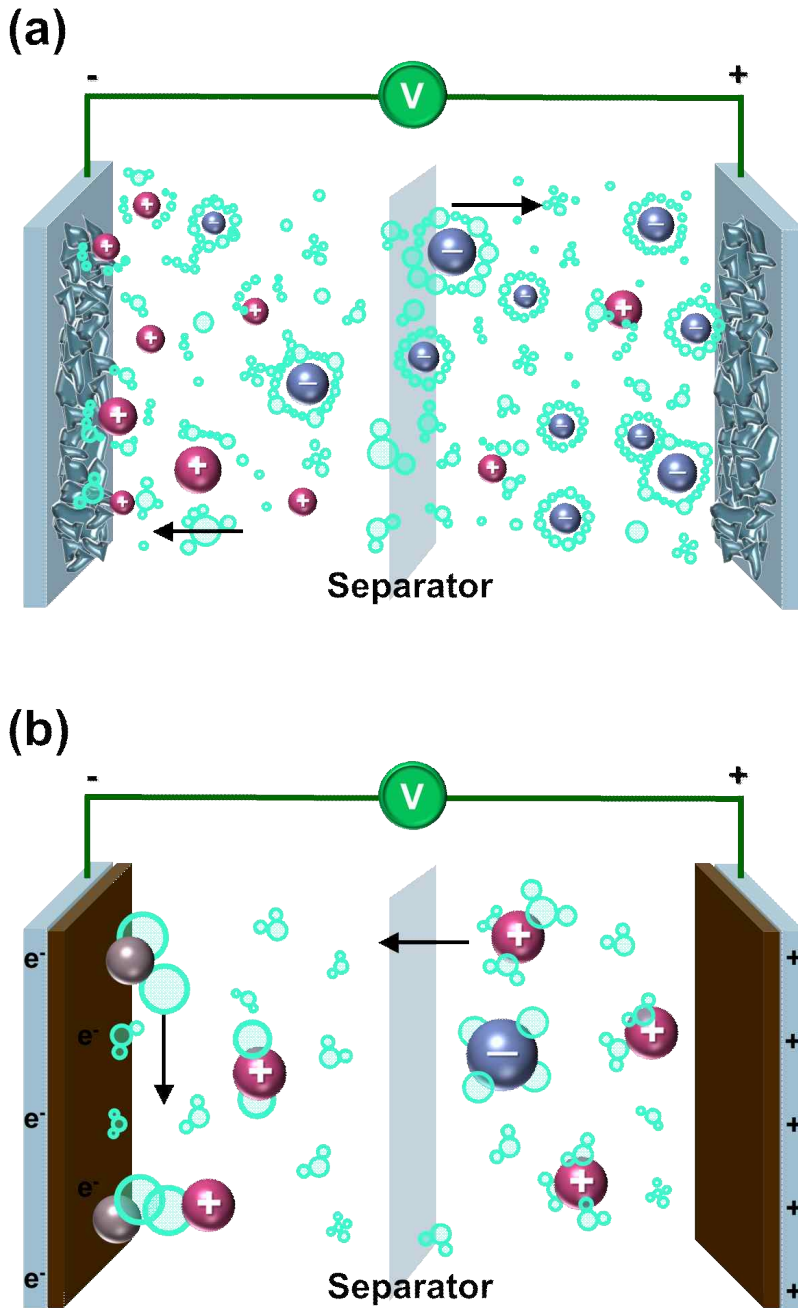 (a)
- V +
+ −
+ −
− −
+ + −
+ −
− −
+ − −
+ −
+ + + −
Separator
(b)
- V +
e- + +
e- − + +
+
e- +
e- + + +
e- +
Separator